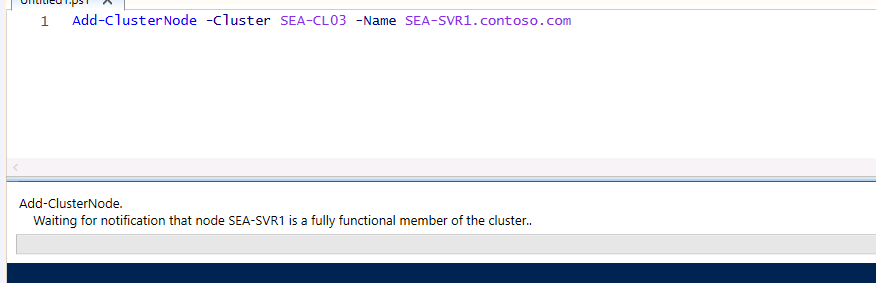 Untitled1.ps1 X
1 Add-ClusterNode -Cluster SEA-CL03 -Name SEA-SVR1.contoso.com
Add-ClusterNode.
Waiting for notification that node SEA-SVR1 is a fully functional member of the cluster..